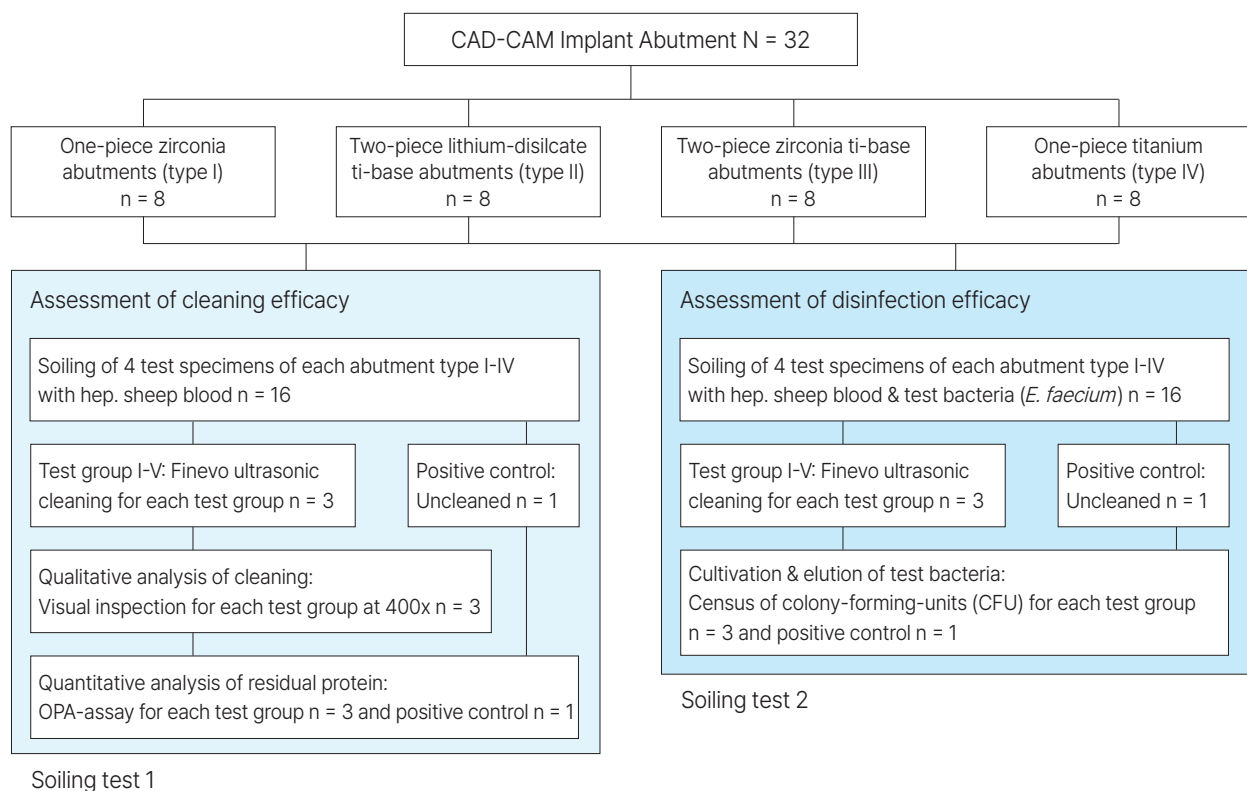 CAD-CAM Implant Abutment N = 32
One-piece zirconia
abutments (type I)
n = 8
Two-piece lithium-disilcate
ti-base abutments (type II)
n = 8
Two-piece zirconia ti-base
abutments (type III)
n = 8
One-piece titanium
abutments (type IV)
n = 8
Assessment of cleaning efficacy
Soiling of 4 test specimens of each abutment type I-IV
with hep. sheep blood n = 16
Test group I-V: Finevo ultrasonic
cleaning for each test group n = 3
Positive control:
Uncleaned n = 1
Qualitative analysis of cleaning:
Visual inspection for each test group at 400x n = 3
Quantitative analysis of residual protein:
OPA-assay for each test group n = 3 and positive control n = 1
Soiling test 1
Assessment of disinfection efficacy
Soiling of 4 test specimens of each abutment type I-IV
with hep. sheep blood & test bacteria (E. faecium) n = 16
Test group I-V: Finevo ultrasonic
cleaning for each test group n = 3
Positive control:
Uncleaned n = 1
Cultivation & elution of test bacteria:
Census of colony-forming-units (CFU) for each test group
n = 3 and positive control n = 1
Soiling test 2